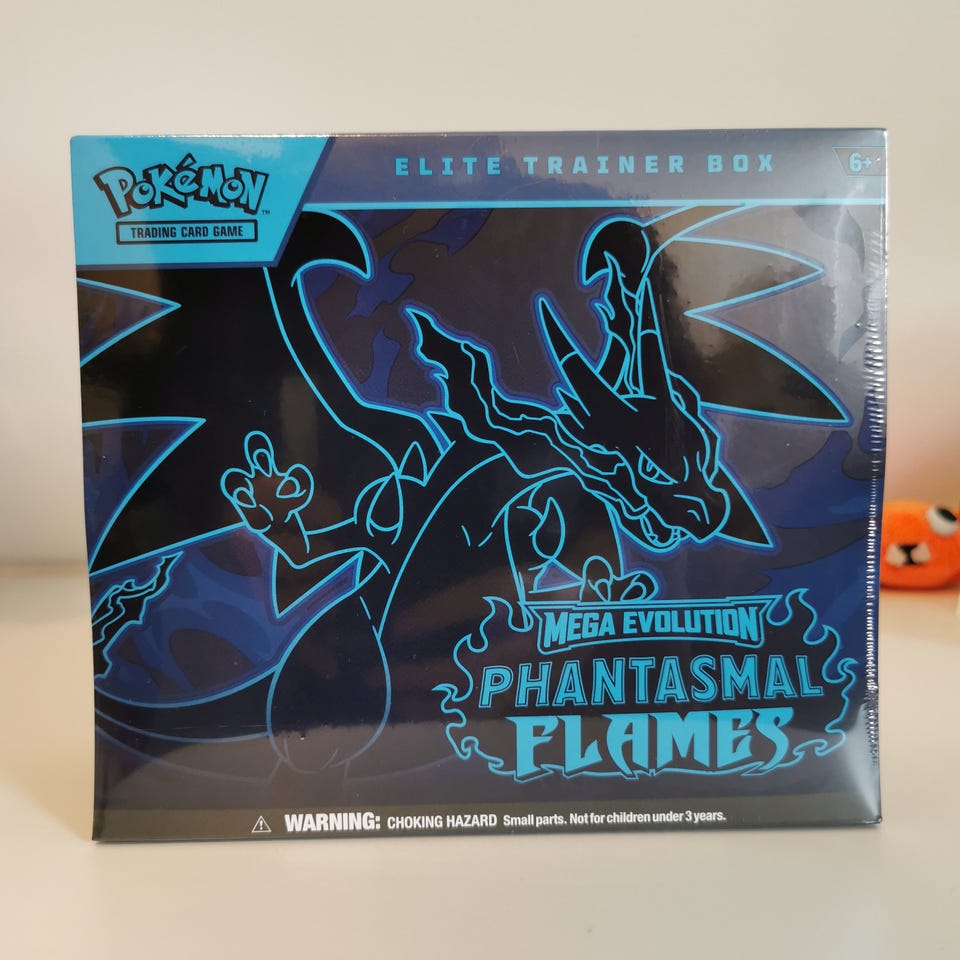 POKéMON™
TRADING CARD GAME
ELITE TRAINER BOX
6+
MEGA EVOLUTION
PHANTASMAL
FLAMES
WARNING: CHOKING HAZARD Small parts. Not for children under 3 years.